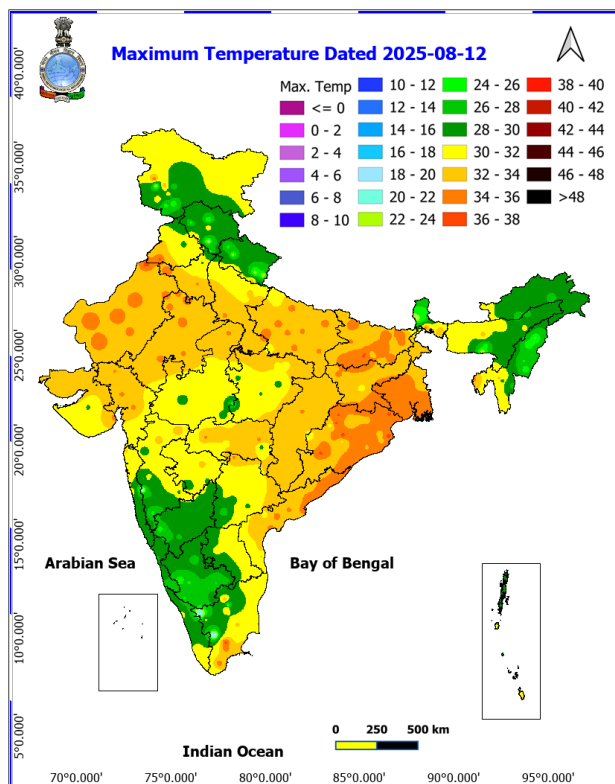 Maximum Temperature Dated 2025-08-12
Max. Temp
<= 0
0 - 2
2 - 4
4 - 6
6 - 8
8 - 10
10 - 12
12 - 14
14 - 16
16 - 18
18 - 20
20 - 22
22 - 24
24 - 26
26 - 28
28 - 30
30 - 32
32 - 34
34 - 36
36 - 38
38 - 40
40 - 42
42 - 44
44 - 46
46 - 48
>48
40°0.000'
35°0.000'
30°0.000'
25°0.000'
20°0.000'
15°0.000'
10°0.000'
5°0.000'
Arabian Sea
Bay of Bengal
Indian Ocean
0 250 500 km
70°0.000' 75°0.000' 80°0.000' 85°0.000' 90°0.000' 95°0.000'